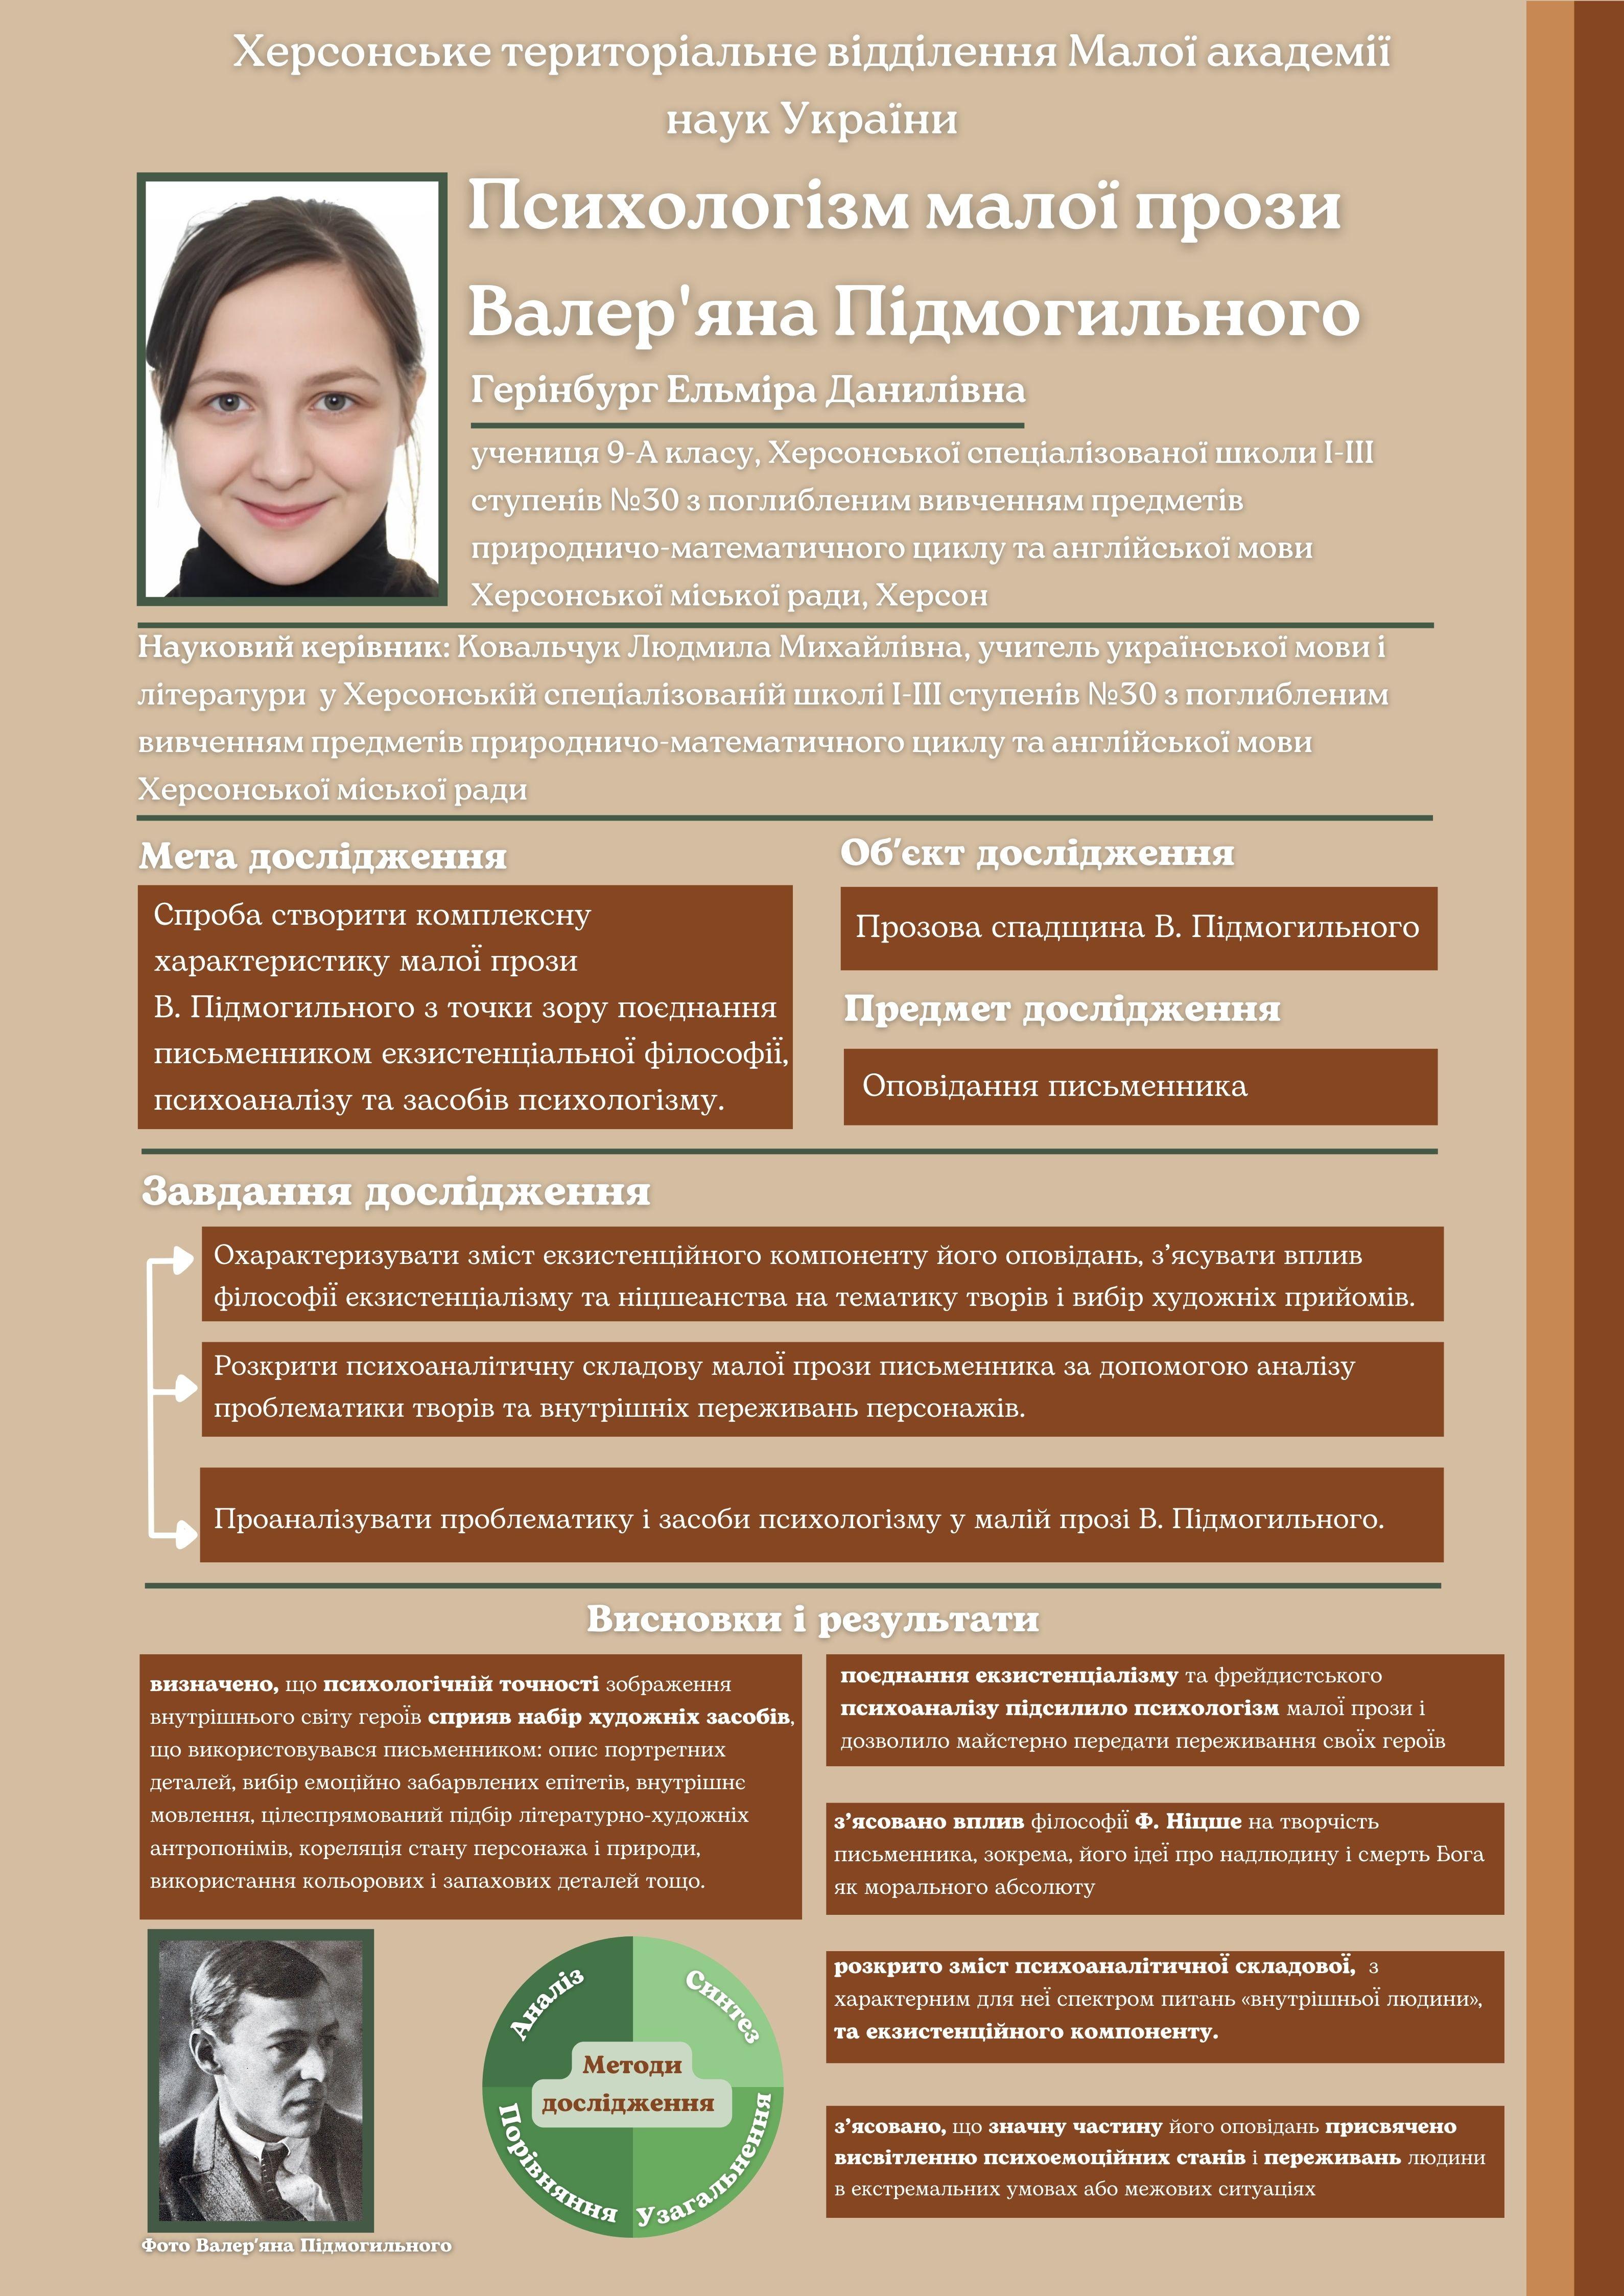 Херсонське територіальне відділення Малої академії
наук України
Психологізм малої прози
Валер'яна Підмогильного
Герінбург Ельміра Данилівна
учениця 9-А класу, Херсонської спеціалізованої школи І-ІІІ
ступенів №30 з поглибленим вивченням предметів
природничо-математичного циклу та англійської мови
Херсонської міської ради, Херсон
Науковий керівник: Ковальчук Людмила Михайлівна, учитель української мови і
літератури у Херсонській спеціалізованій школі І-ІІІ ступенів №30 з поглибленим
вивченням предметів природничо-математичного циклу та англійської мови
Херсонської міської ради
Мета дослідження
Спроба створити комплексну
характеристику малої прози
В. Підмогильного з точки зору поєднання
письменником екзистенціальної філософії,
психоаналізу та засобів психологізму.
Об’єкт дослідження
Прозова спадщина В. Підмогильного
Предмет дослідження
Оповідання письменника
Завдання дослідження
Охарактеризувати зміст екзистенційного компоненту його оповідань, з’ясувати вплив
філософії екзистенціалізму та ніцшеанства на тематику творів і вибір художніх прийомів.
Розкрити психоаналітичну складову малої прози письменника за допомогою аналізу
проблематики творів та внутрішніх переживань персонажів.
Проаналізувати проблематику і засоби психологізму у малій прозі В. Підмогильного.
Висновки і результати
визначено, що психологічній точності зображення
внутрішнього світу героїв сприяв набір художніх засобів,
що використовувався письменником: опис портретних
деталей, вибір емоційно забарвлених епітетів, внутрішнє
мовлення, цілеспрямований підбір літературно-художніх
антропонімів, кореляція стану персонажа і природи,
використання кольорових і запахових деталей тощо.
поєднання екзистенціалізму та фрейдистського
психоаналізу підсилило психологізм малої прози і
дозволило майстерно передати переживання своїх героїв
з’ясовано вплив філософії Ф. Ніцше на творчість
письменника, зокрема, його ідеї про надлюдину і смерть Бога
як морального абсолюту
розкрито зміст психоаналітичної складової, з
характерним для неї спектром питань «внутрішньої людини»,
та екзистенційного компоненту.
з’ясовано, що значну частину його оповідань присвячено
висвітленню психоемоційних станів і переживань людини
в екстремальних умовах або межових ситуаціях
Аналіз
Синтез
Методи
дослідження
Порівняння
Узагальнення
Фото Валер’яна Підмогильного